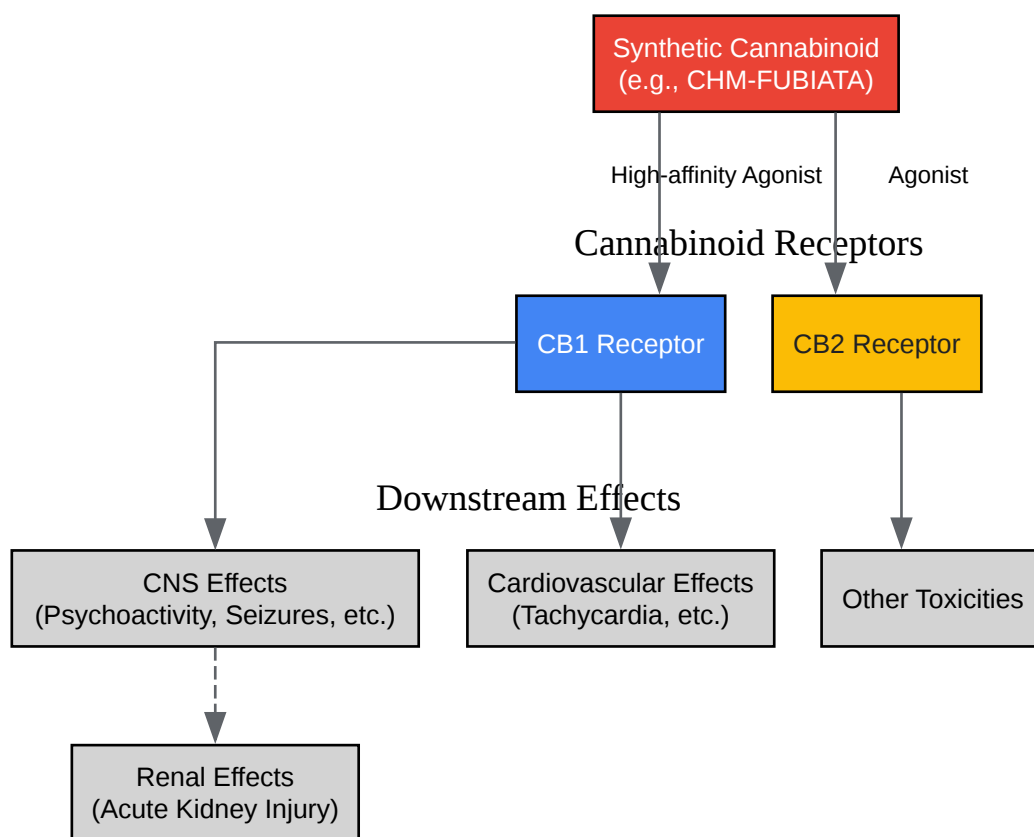 Synthetic Cannabinoid
(e.g., CHM-FUBIATA)
High-affinity Agonist
Agonist
Cannabinoid Receptors
CB1 Receptor
CB2 Receptor
Downstream Effects
CNS Effects
(Psychoactivity, Seizures, etc.)
Cardiovascular Effects
(Tachycardia, etc.)
Other Toxicities
Renal Effects
(Acute Kidney Injury)